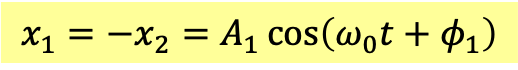 x₁ = −x₂ = A₁ cos(ω₀t + ϕ₁)